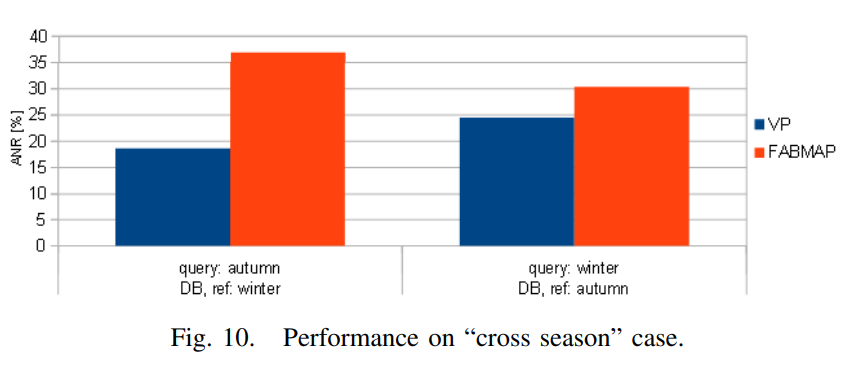 40
35
30
25
20
15
10
5
0
ANR [%]
query: autumn
DB, ref: winter
query: winter
DB, ref: autumn
VP
FABMAP
Fig. 10. Performance on “cross season” case.